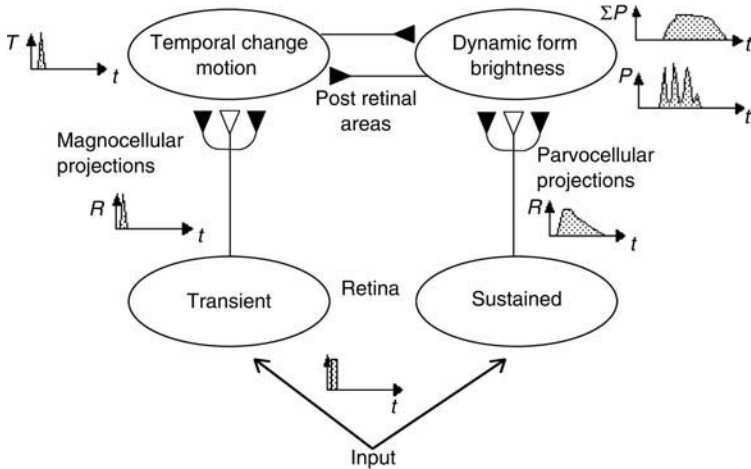 T
t
Temporal change
motion
Dynamic form
brightness
ΣP
t
P
t
Post retinal
areas
Magnocellular
projections
Parvocellular
projections
R
t
R
t
Transient
Retina
Sustained
t
Input